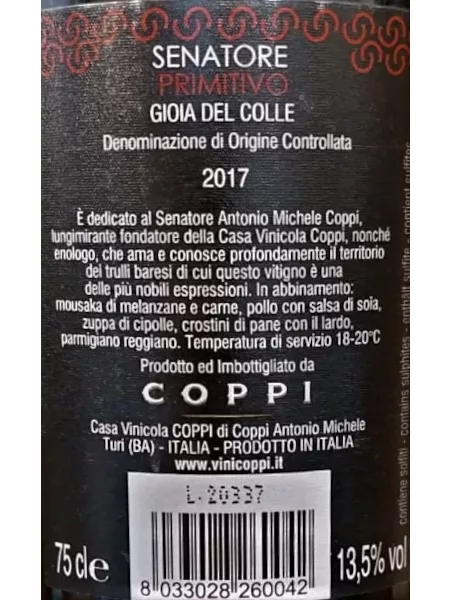 SENATORE
PRIMITIVO
GIOIA DEL COLLE
Denominazione di Origine Controllata
2017
È dedicato al Senatore Antonio Michele Coppi,
lungimirante fondatore della Casa Vinicola Coppi, nonché
enologo, che ama e conosce profondamente il territorio
dei trulli baresi di cui questo vitigno è una
delle più nobili espressioni. In abbinamento:
mousaka di melanzane e carne, pollo con salsa di soia,
zuppa di cipolle, crostini di pane con il lardo,
parmigiano reggiano. Temperatura di servizio 18-20°C
Prodotto ed Imbottigliato da
COPPI
Casa Vinicola COPPI di Coppi Antonio Michele
Turi (BA) - ITALIA - PRODOTTO IN ITALIA
www.vinicoppi.it
L.20337
75 cl e
13,5% vol
8 033028 260042
contiene solfiti - contains sulphites - enthält sulfite - contient sulfites